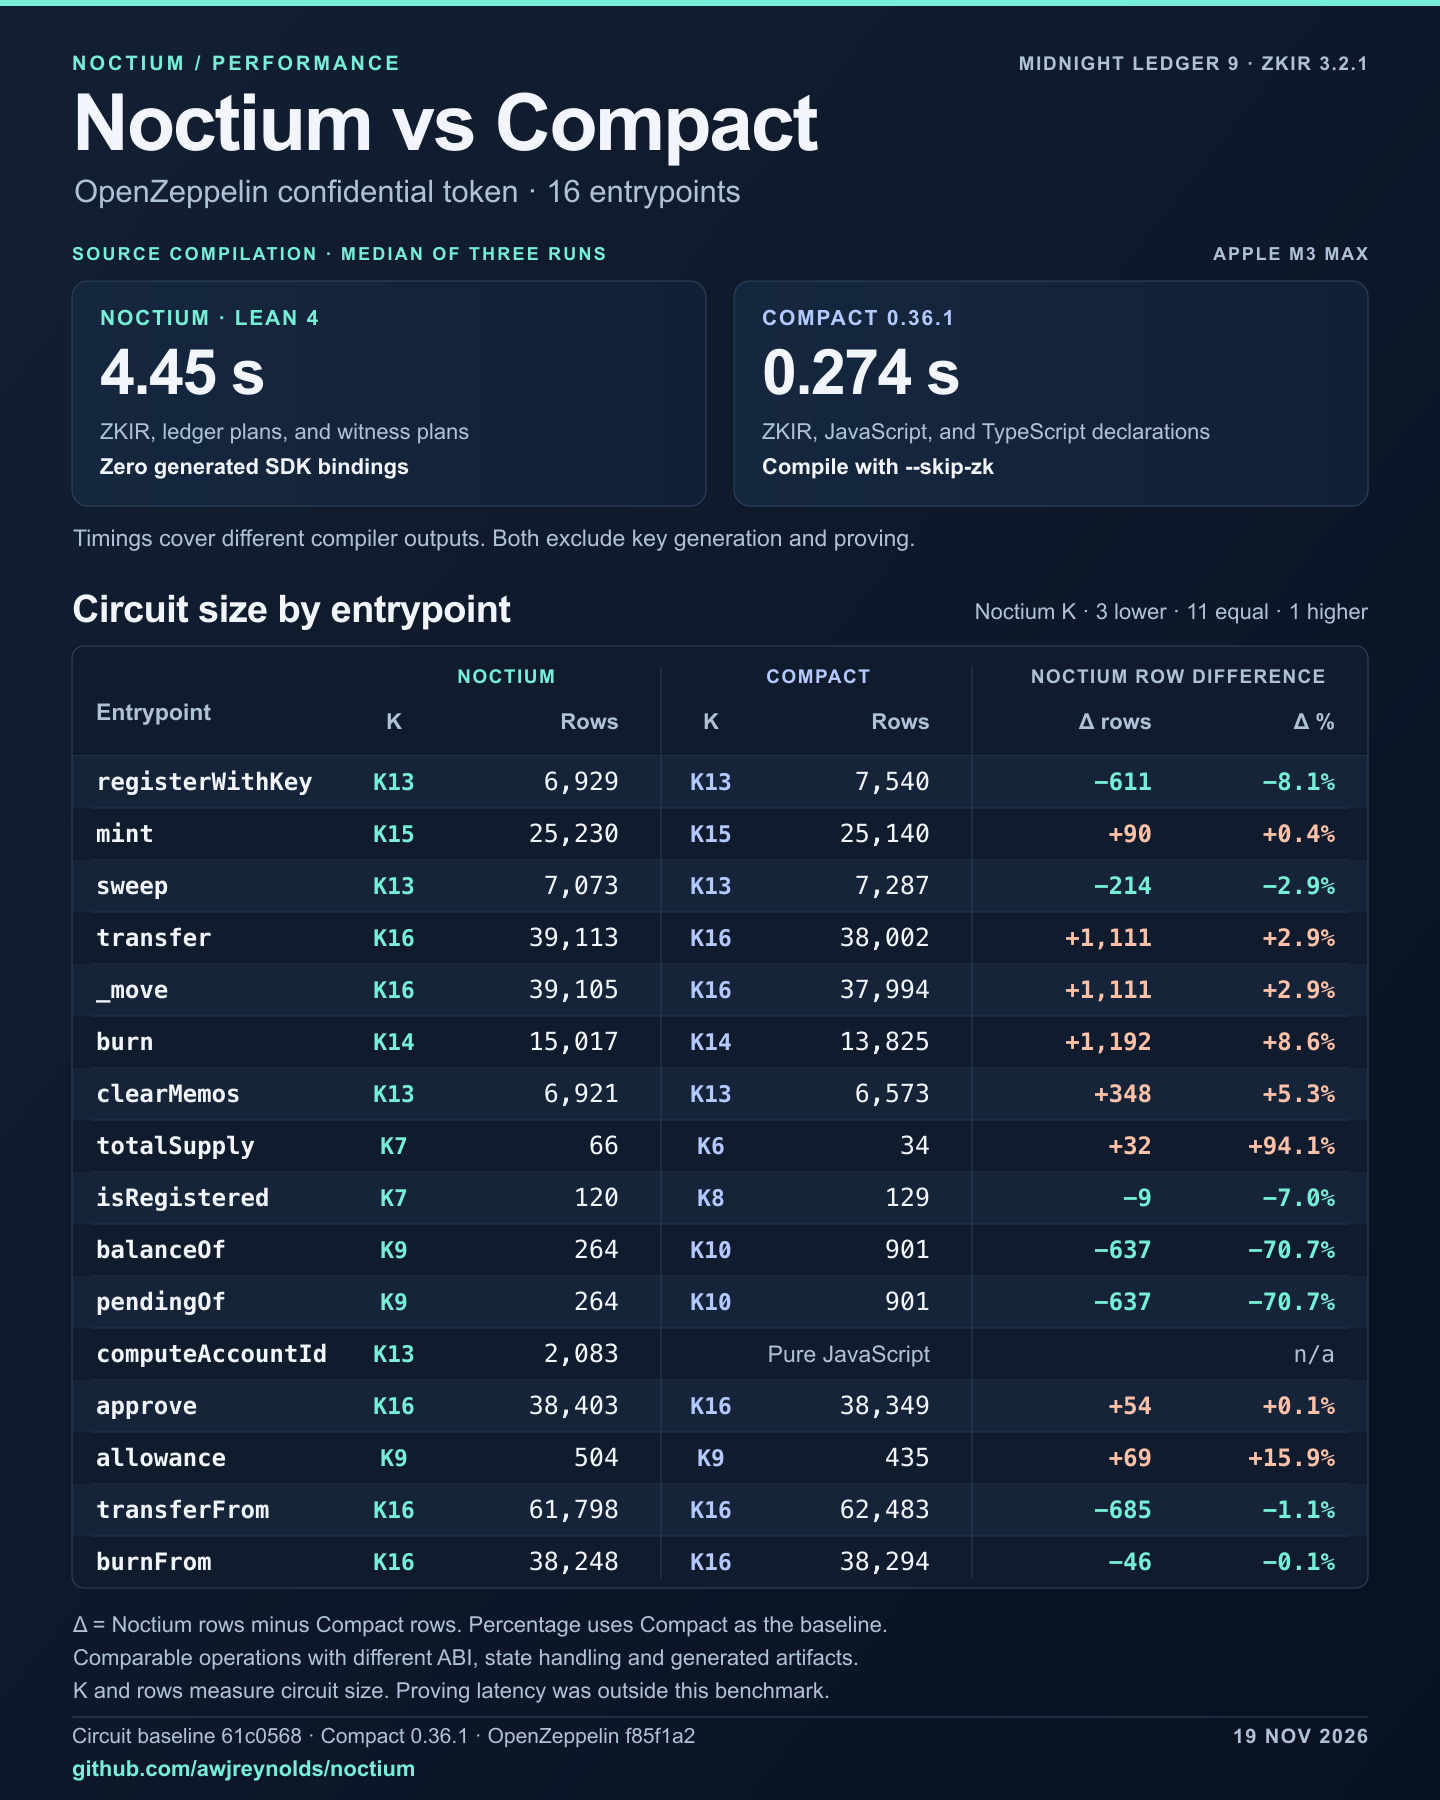 NOCTIUM / PERFORMANCE
MIDNIGHT LEDGER 9 · ZKIR 3.2.1
Noctium vs Compact
OpenZeppelin confidential token · 16 entrypoints
SOURCE COMPILATION · MEDIAN OF THREE RUNS
APPLE M3 MAX
NOCTIUM · LEAN 4
4.45 s
ZKIR, ledger plans, and witness plans
Zero generated SDK bindings
COMPACT 0.36.1
0.274 s
ZKIR, JavaScript, and TypeScript declarations
Compile with --skip-zk
Timings cover different compiler outputs. Both exclude key generation and proving.
Circuit size by entrypoint
Noctium K · 3 lower · 11 equal · 1 higher
NOCTIUM COMPACT NOCTIUM ROW DIFFERENCE
Entrypoint K Rows K Rows Δ rows Δ %
registerWithKey K13 6,929 K13 7,540 −611 −8.1%
mint K15 25,230 K15 25,140 +90 +0.4%
sweep K13 7,073 K13 7,287 −214 −2.9%
transfer K16 39,113 K16 38,002 +1,111 +2.9%
_move K16 39,105 K16 37,994 +1,111 +2.9%
burn K14 15,017 K14 13,825 +1,192 +8.6%
clearMemos K13 6,921 K13 6,573 +348 +5.3%
totalSupply K7 66 K6 34 +32 +94.1%
isRegistered K7 120 K8 129 −9 −7.0%
balanceOf K9 264 K10 901 −637 −70.7%
pendingOf K9 264 K10 901 −637 −70.7%
computeAccountId K13 2,083 Pure JavaScript n/a
approve K16 38,403 K16 38,349 +54 +0.1%
allowance K9 504 K9 435 +69 +15.9%
transferFrom K16 61,798 K16 62,483 −685 −1.1%
burnFrom K16 38,248 K16 38,294 −46 −0.1%
Δ = Noctium rows minus Compact rows. Percentage uses Compact as the baseline.
Comparable operations with different ABI, state handling and generated artifacts.
K and rows measure circuit size. Proving latency was outside this benchmark.
Circuit baseline 61c0568 · Compact 0.36.1 · OpenZeppelin f85f1a2
19 NOV 2026
github.com/awjreynolds/noctium